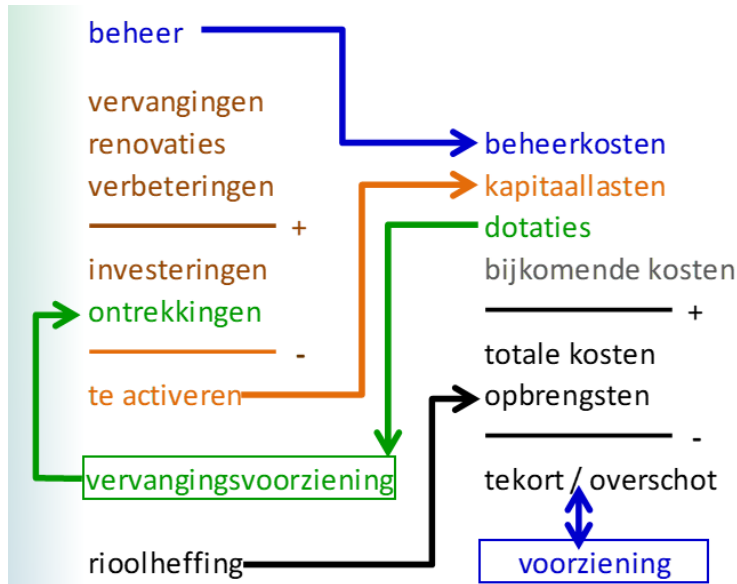 beheer
vervangingen
renovaties
verbeteringen
+
investeringen
ontrekkingen
-
te activeren
vervangingsvoorziening
rioolheffing
beheerkosten
kapitaallasten
dotaties
bijkomende kosten
+
totale kosten
opbrengsten
-
tekort / overschot
voorziening